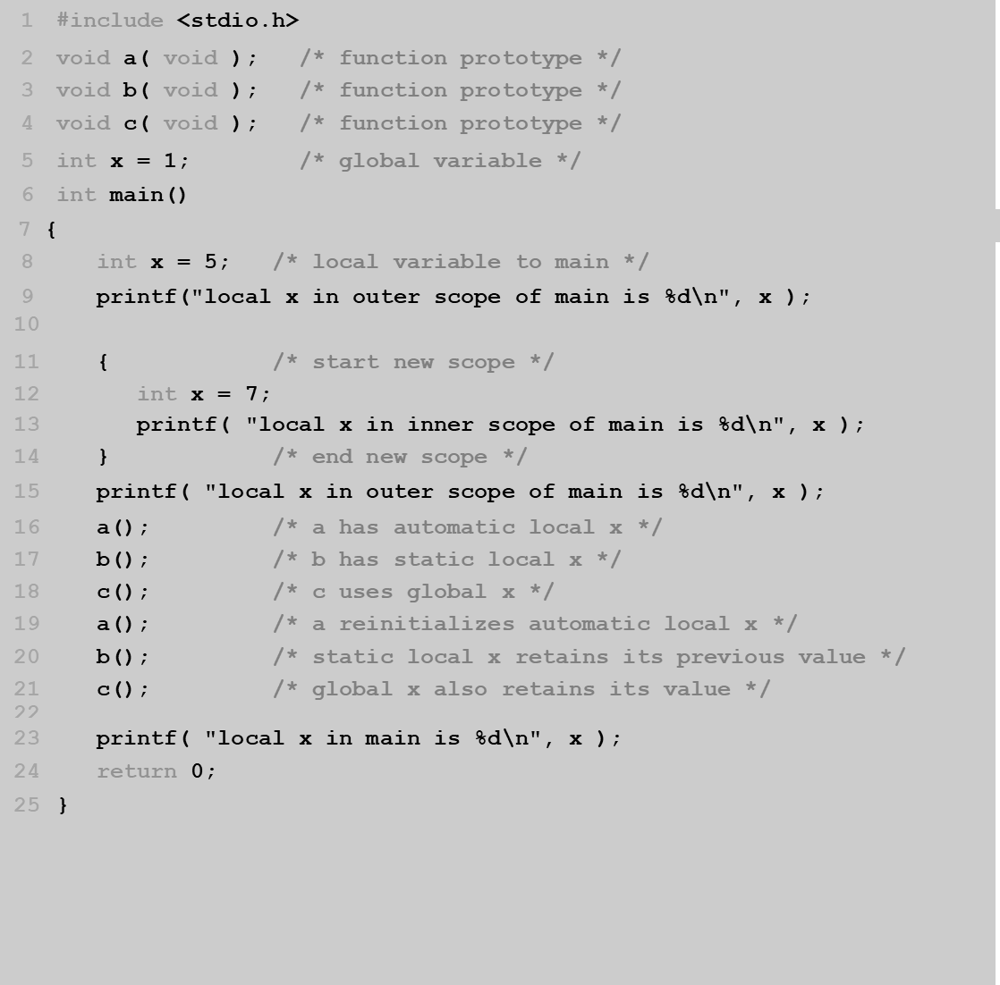 1 #include <stdio.h>
2 void a( void );   /* function prototype */
3 void b( void );   /* function prototype */
4 void c( void );   /* function prototype */
5 int x = 1;        /* global variable */
6 int main()
7 {
8    int x = 5;   /* local variable to main */
9    printf("local x in outer scope of main is %d\n", x );
10
11    {            /* start new scope */
12       int x = 7;
13       printf( "local x in inner scope of main is %d\n", x );
14    }            /* end new scope */
15    printf( "local x in outer scope of main is %d\n", x );
16    a();         /* a has automatic local x */
17    b();         /* b has static local x */
18    c();         /* c uses global x */
19    a();         /* a reinitializes automatic local x */
20    b();         /* static local x retains its previous value */
21    c();         /* global x also retains its value */
22
23    printf( "local x in main is %d\n", x );
24    return 0;
25 }